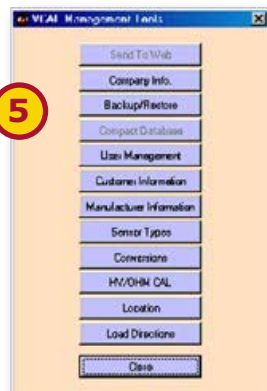 VCAL Management Tools
Send To Web
Company Info.
5
Backup/Restore
Compact Database
User Management
Customer Information
Manufacturer Information
Sensor Types
Conversions
HV/OHM CAL
Location
Load Directions
Close